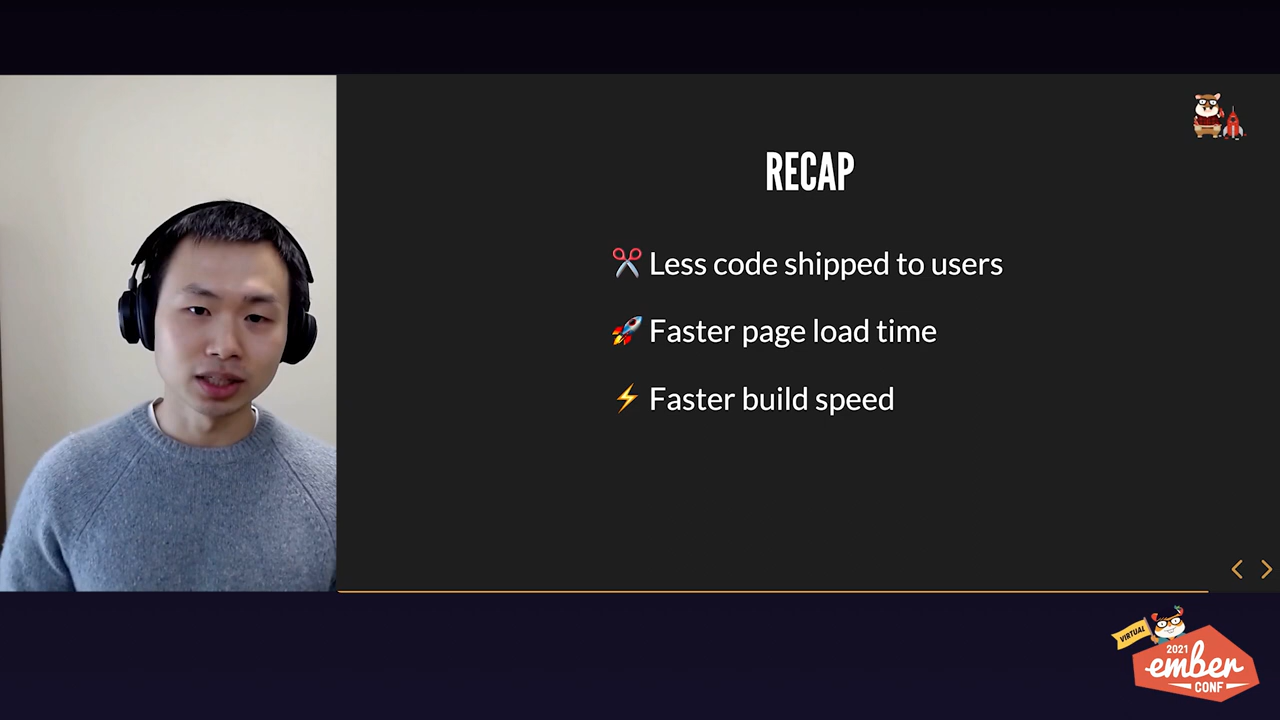 RECAP
Less code shipped to users
Faster page load time
Faster build speed
VIRTUAL
2021
ember
CONF